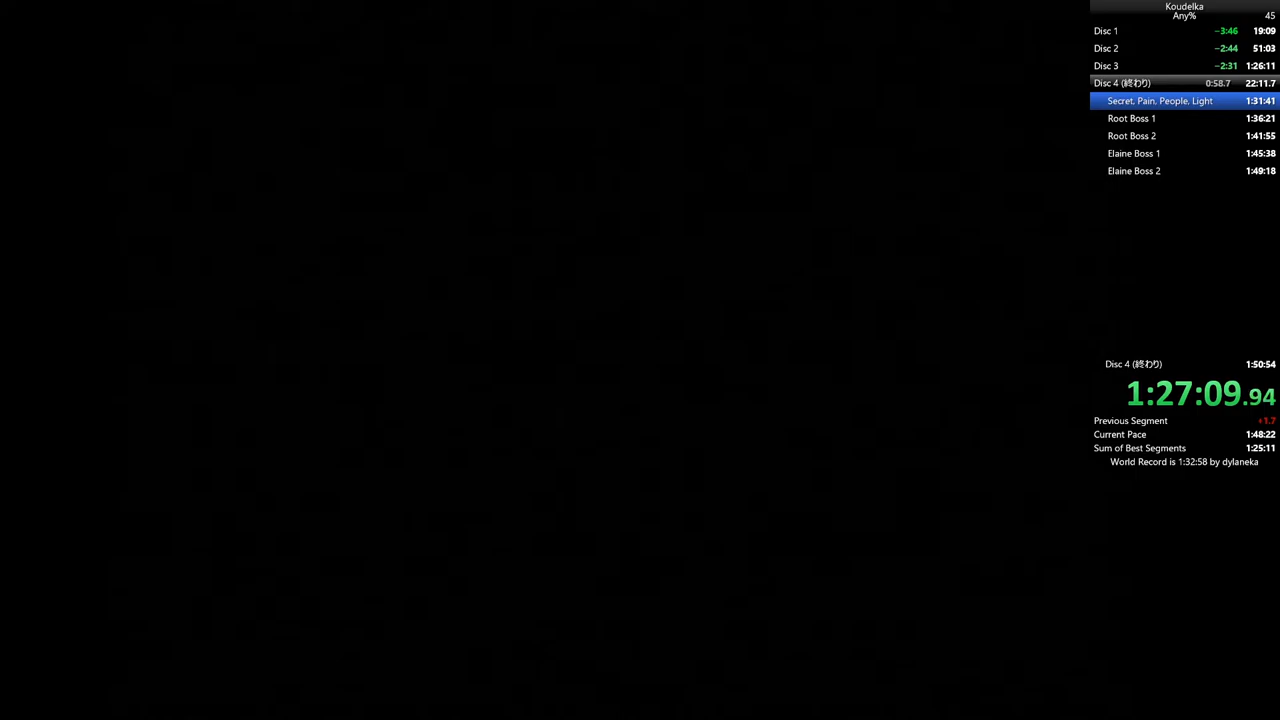 Koudelka
Any%
45
Disc 1 −3:46 19:09
Disc 2 −2:44 51:03
Disc 3 −2:31 1:26:11
Disc 4 (終わり) 0:58.7 22:11.7
Secret, Pain, People, Light 1:31:41
Root Boss 1 1:36:21
Root Boss 2 1:41:55
Elaine Boss 1 1:45:38
Elaine Boss 2 1:49:18
Disc 4 (終わり) 1:50:54
1:27:09.94
Previous Segment +1.7
Current Pace 1:48:22
Sum of Best Segments 1:25:11
World Record is 1:32:58 by dylaneka